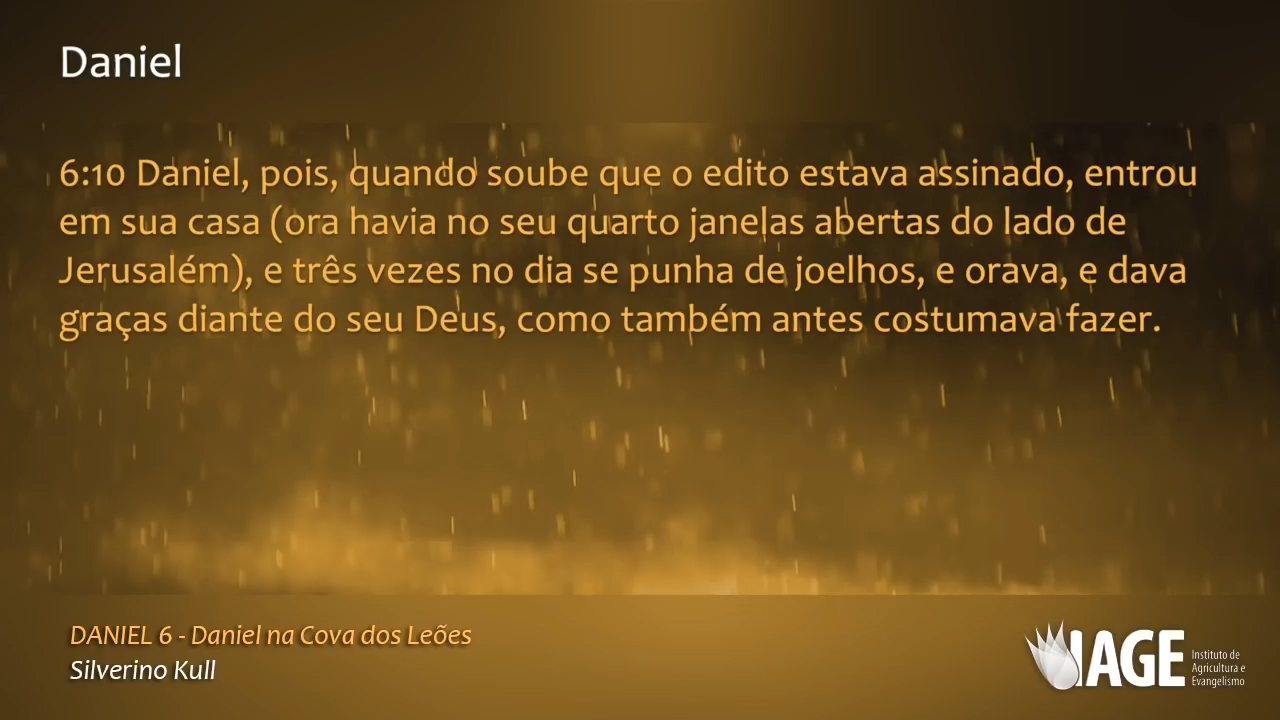 Daniel
6:10 Daniel, pois, quando soube que o edito estava assinado, entrou
em sua casa (ora havia no seu quarto janelas abertas do lado de
Jerusalém), e três vezes no dia se punha de joelhos, e orava, e dava
graças diante do seu Deus, como também antes costumava fazer.
DANIEL 6 - Daniel na Cova dos Leões
Silverino Kull
IAGE
Instituto de
Agricultura e
Evangelismo